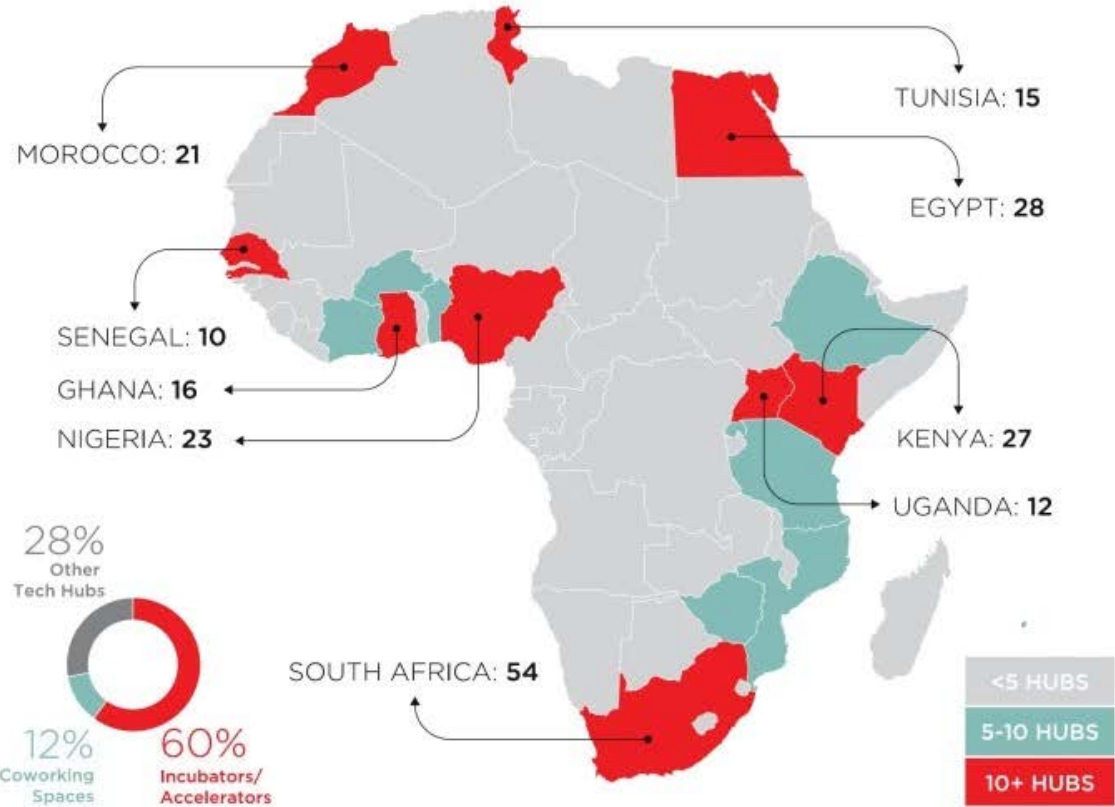 TUNISIA: 15
MOROCCO: 21
EGYPT: 28
SENEGAL: 10
GHANA: 16
NIGERIA: 23
KENYA: 27
UGANDA: 12
SOUTH AFRICA: 54
28%
Other
Tech Hubs
12%
Coworking
Spaces
60%
Incubators/
Accelerators
<5 HUBS
5-10 HUBS
10+ HUBS